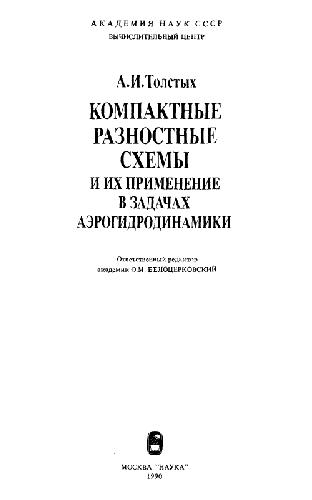 АКАДЕМИЯ НАУК СССР
ВЫЧИСЛИТЕЛЬНЫЙ ЦЕНТР
А.И.Толстых
КОМПАКТНЫЕ
РАЗНОСТНЫЕ
СХЕМЫ
И ИХ ПРИМЕНЕНИЕ
В ЗАДАЧАХ
АЭРОГИДРОДИНАМИКИ
Ответственный редактор
академик О.М. БЕЛОЦЕРКОВСКИЙ
МОСКВА "НАУКА"
1990